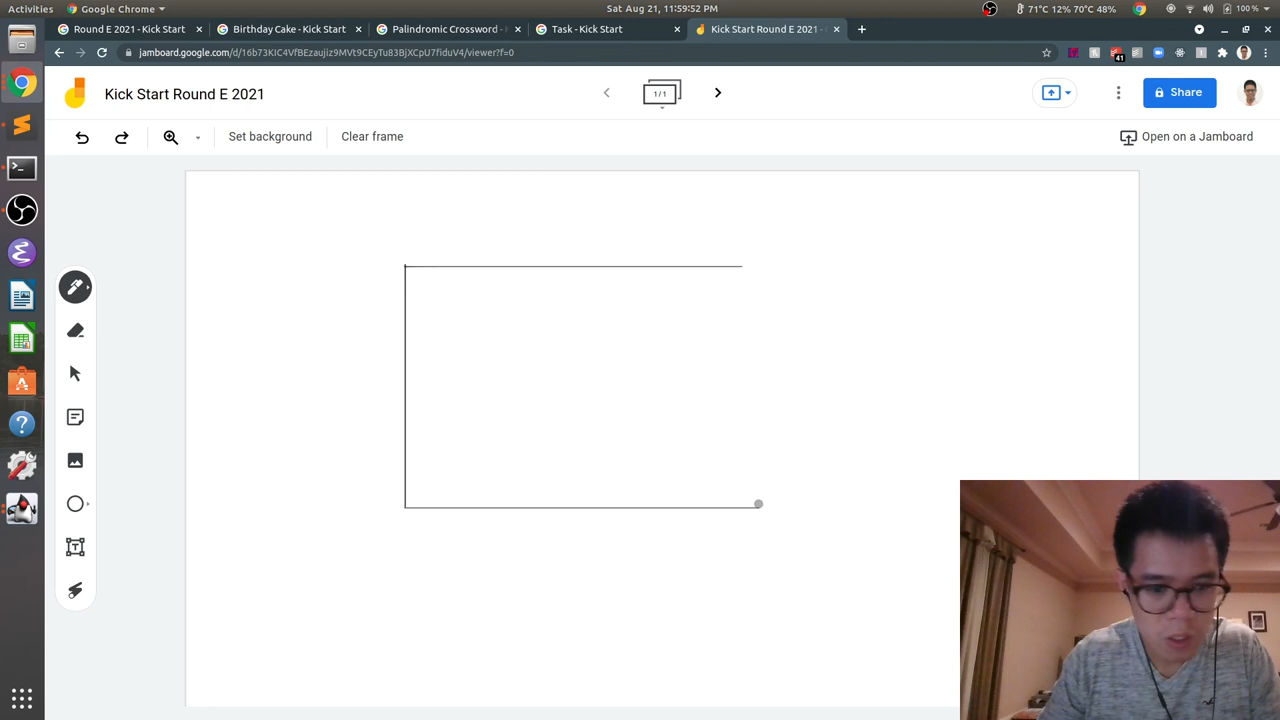 Activities
Google Chrome
Sat Aug 21, 11:59:52 PM
71°C 12% 70°C 48%
100 %
Round E 2021 - Kick Start
Birthday Cake - Kick Start
Palindromic Crossword -
Task - Kick Start
Kick Start Round E 2021 -
jamboard.google.com/d/16b73KIC4VfBEzaujiz9MVt9CEyTu83BjXCpU7fiduV4/viewer?f=0
41
Kick Start Round E 2021
1 / 1
Share
Set background
Clear frame
Open on a Jamboard